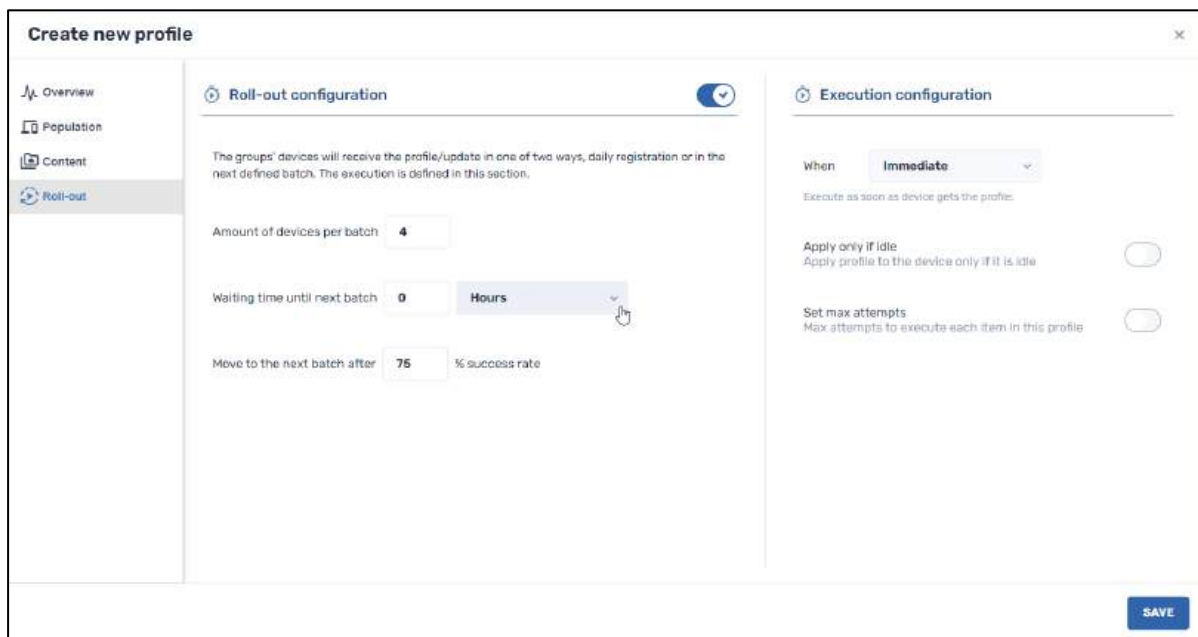 Create new profile
Overview
Population
Content
Roll-out
Roll-out configuration
The groups' devices will receive the profile/update in one of two ways, daily registration or in the
next defined batch. The execution is defined in this section.
Amount of devices per batch 4
Waiting time until next batch 0 Hours
Move to the next batch after 75 % success rate
Execution configuration
When Immediate
Execute as soon as device gets the profile.
Apply only if idle
Apply profile to the device only if it is idle
Set max attempts
Max attempts to execute each item in this profile
SAVE